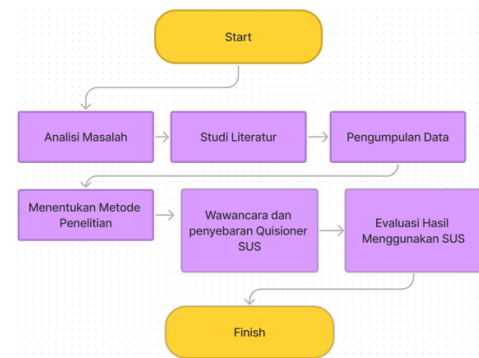 Start
Analisi Masalah
Studi Literatur
Pengumpulan Data
Menentukan Metode
Penelitian
Wawancara dan
penyebaran Quisioner
SUS
Evaluasi Hasil
Menggunakan SUS
Finish